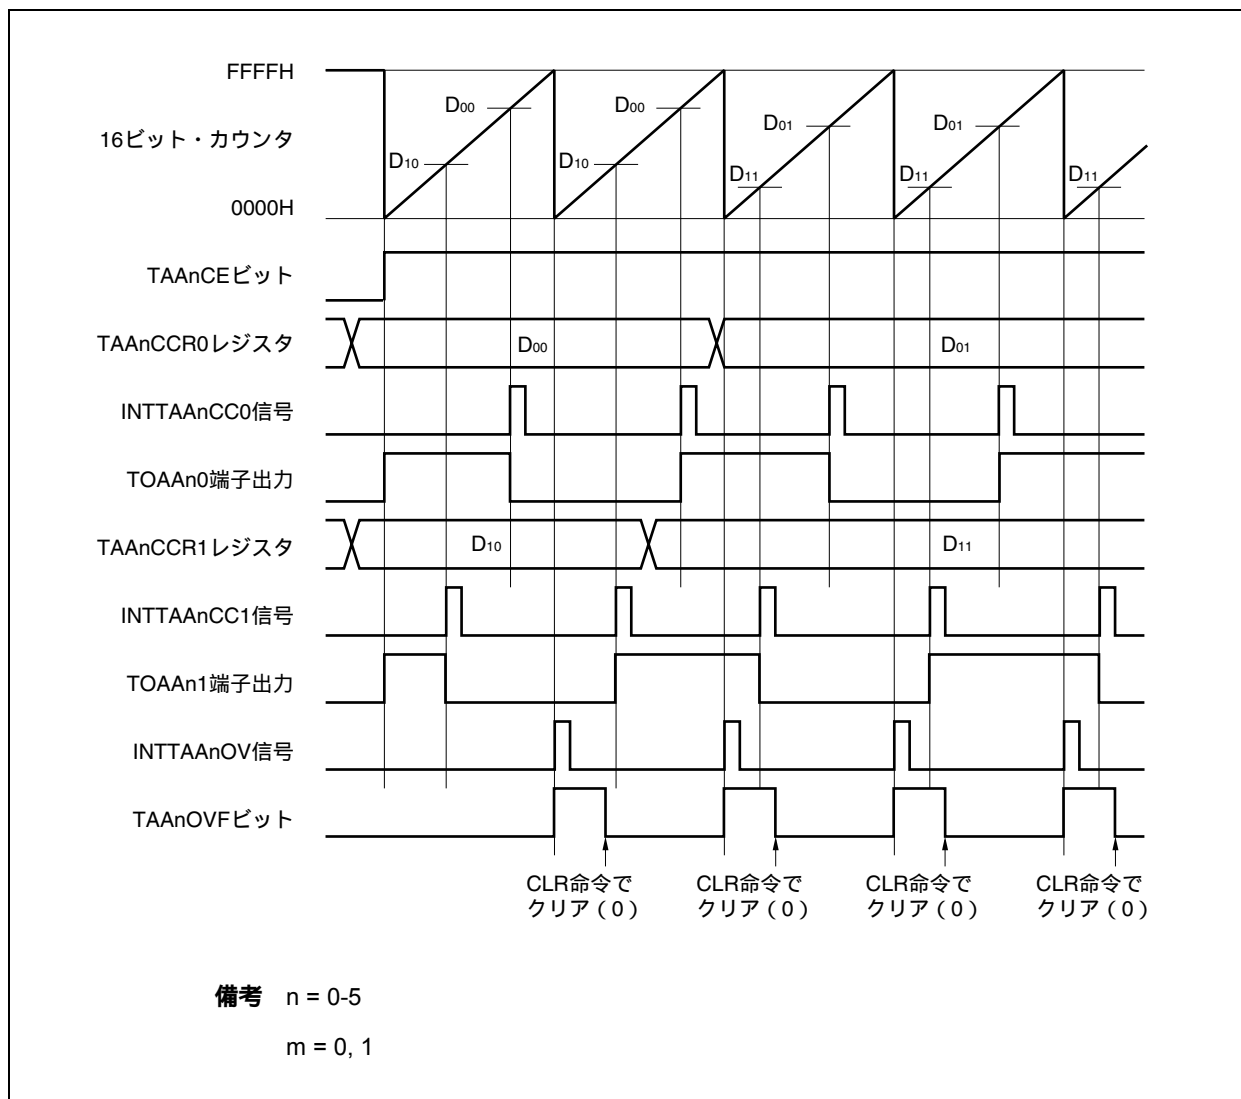 FFFFH
D00 D00
16ビット・カウンタ D01 D01
D10 D10
D11 D11 D11
0000H
TAAnCEビット
TAAnCCR0レジスタ D00 D01
INTTAAnCC0信号
TOAAn0端子出力
TAAnCCR1レジスタ D10 D11
INTTAAnCC1信号
TOAAn1端子出力
INTTAAnOV信号
TAAnOVFビット
CLR命令で CLR命令で CLR命令で CLR命令で
クリア(0) クリア(0) クリア(0) クリア(0)
備考 n = 0-5
m = 0, 1